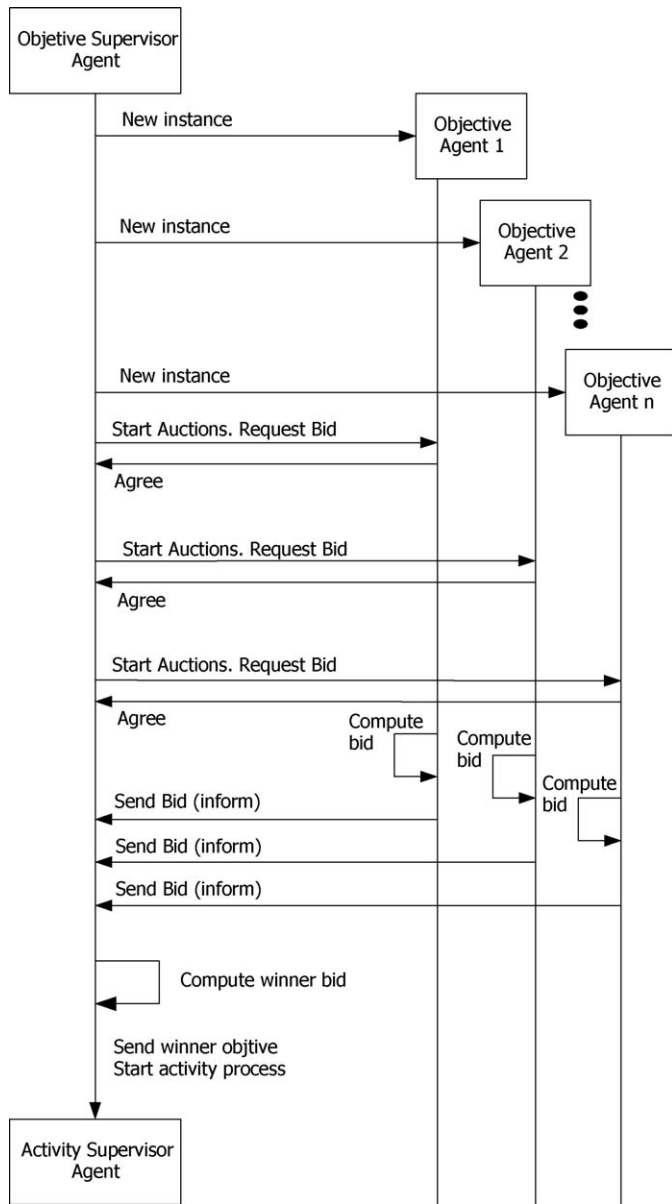 Objetive Supervisor
Agent
New instance
Objective
Agent 1
New instance
Objective
Agent 2
New instance
Objective
Agent n
Start Auctions. Request Bid
Agree
Start Auctions. Request Bid
Agree
Start Auctions. Request Bid
Agree
Compute
bid
Compute
bid
Compute
bid
Send Bid (inform)
Send Bid (inform)
Send Bid (inform)
Compute winner bid
Send winner objtive
Start activity process
Activity Supervisor
Agent